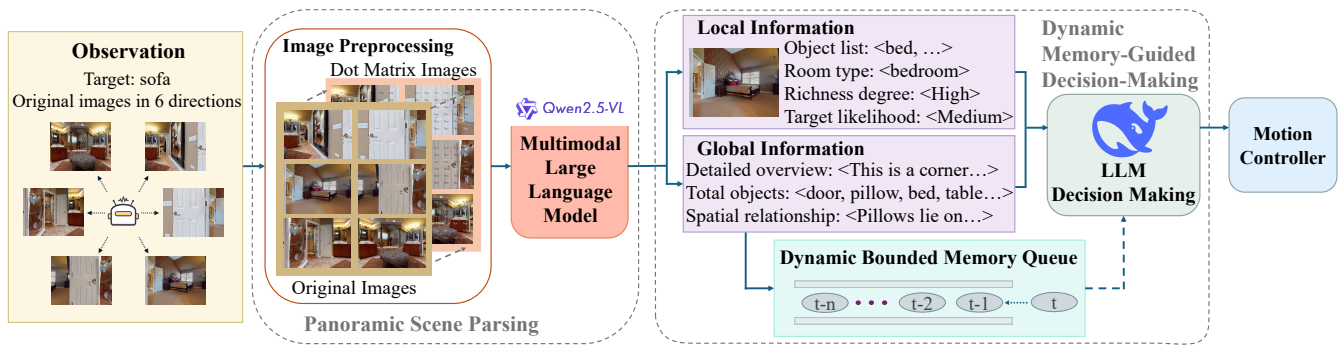 Observation
Target: sofa
Original images in 6 directions
Image Preprocessing
Dot Matrix Images
Original Images
Panoramic Scene Parsing
Qwen2.5-VL
Multimodal
Large
Language
Model
Local Information
Object list: <bed, …>
Room type: <bedroom>
Richness degree: <High>
Target likelihood: <Medium>
Global Information
Detailed overview: <This is a corner…>
Total objects: <door, pillow, bed, table…>
Spatial relationship: <Pillows lie on…>
Dynamic Bounded Memory Queue
t-n
t-2
t-1
t
Dynamic
Memory-Guided
Decision-Making
LLM
Decision Making
Motion
Controller